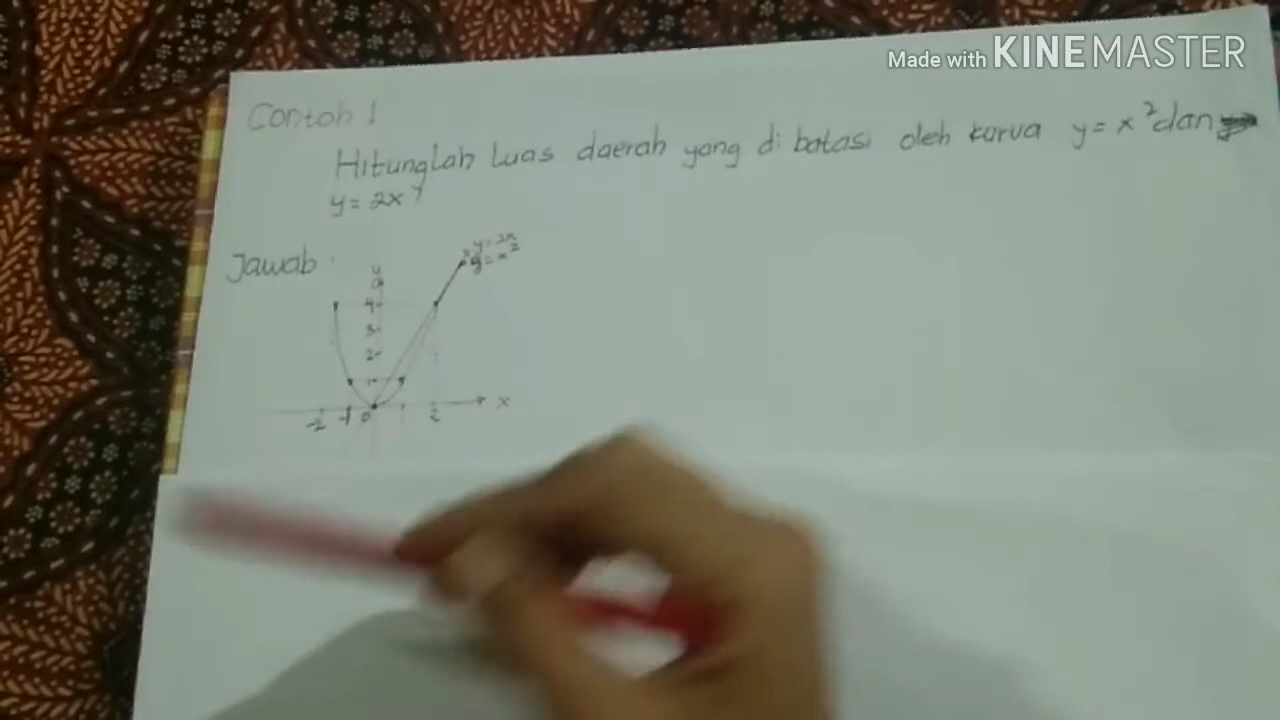 Made with KINEMASTER
Contoh 1
Hitunglah luas daerah yang di batasi oleh kurva y = x² dan
y = 2x
Jawab :
y = 2x
y = x²
y
4
3
2
1
-2 -1 0 1 2 x